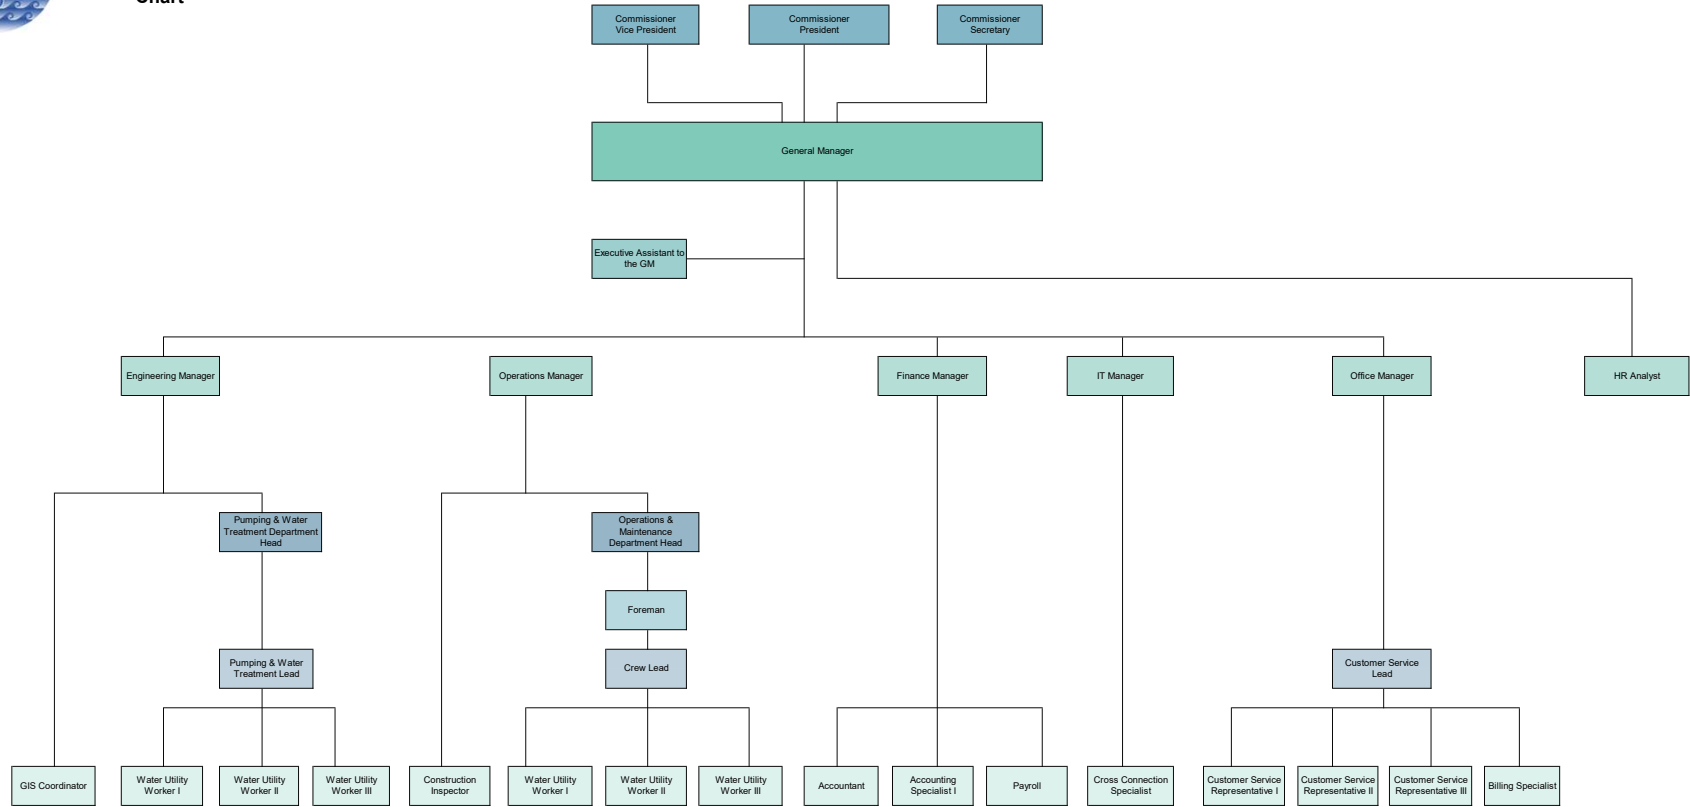 Chart
Commissioner
Vice President
Commissioner
President
Commissioner
Secretary
General Manager
Executive Assistant to
the GM
Engineering Manager
Operations Manager
Finance Manager
IT Manager
Office Manager
HR Analyst
Pumping & Water
Treatment Department
Head
Operations &
Maintenance
Department Head
Foreman
Pumping & Water
Treatment Lead
Crew Lead
Customer Service
Lead
GIS Coordinator
Water Utility
Worker I
Water Utility
Worker II
Water Utility
Worker III
Construction
Inspector
Water Utility
Worker I
Water Utility
Worker II
Water Utility
Worker III
Accountant
Accounting
Specialist I
Payroll
Cross Connection
Specialist
Customer Service
Representative I
Customer Service
Representative II
Customer Service
Representative III
Billing Specialist